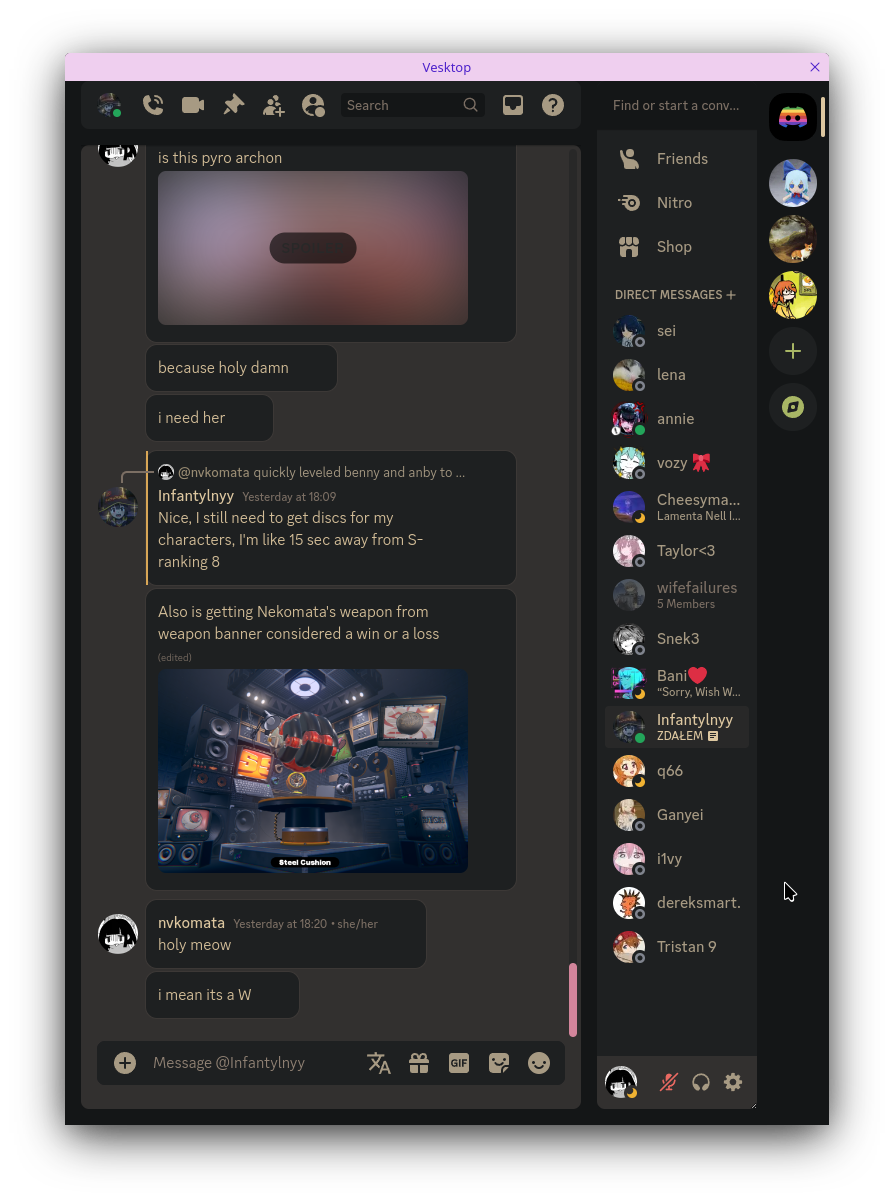 Vesktop
Search
is this pyro archon
SPOILER
because holy damn
i need her
@nvkomata quickly leveled benny and anby to ...
Infantylnyy Yesterday at 18:09
Nice, I still need to get discs for my
characters, I'm like 15 sec away from S-
ranking 8
Also is getting Nekomata's weapon from
weapon banner considered a win or a loss
(edited)
Steel Cushion
nvkomata Yesterday at 18:20 • she/her
holy meow
i mean its a W
Message @Infantylnyy
GIF
Find or start a conv...
Friends
Nitro
Shop
DIRECT MESSAGES
sei
lena
annie
vozy 🎀
Cheesyma...
Lamenta Nell I...
Taylor<3
wifefailures
5 Members
Snek3
Bani❤️
"Sorry, Wish W...
Infantylnyy
ZDAŁEM
q66
Ganyei
i1vy
dereksmart.
Tristan 9